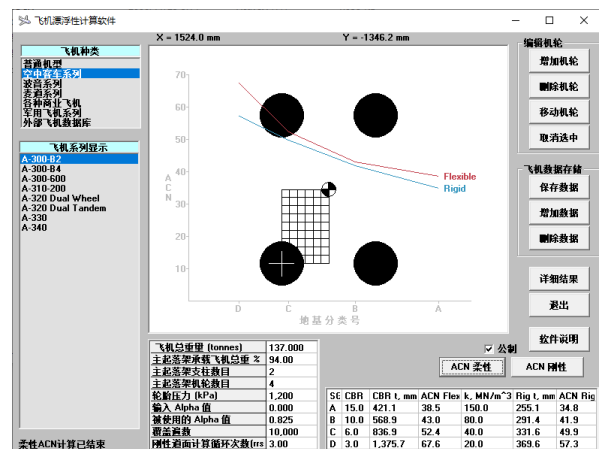 飞机漂浮性计算软件
X = 1524.0 mm
Y = -1346.2 mm
飞机种类
普通机型
空中客车系列
波音系列
麦道系列
各种商业飞机
军用飞机系列
外部飞机数据库
飞机系列显示
A-300-B2
A-300-B4
A-300-600
A-310-200
A-320 Dual Wheel
A-320 Dual Tandem
A-330
A-340
柔性ACN计算已结束
70
60
50
40
30
20
10
A
C
N
Flexible
Rigid
D
C
B
A
地基分类号
编辑机轮
增加机轮
删除机轮
移动机轮
取消选中
飞机数据存储
保存数据
增加数据
删除数据
详细结果
退出
软件说明
公制
ACN 柔性
ACN 刚性
飞机总重量 (tonnes) 137.000
主起落架承载飞机总重 % 94.00
主起落架支柱数目 2
主起落架机轮数目 4
轮胎压力 (kPa) 1,200
输入 Alpha 值 0.000
被使用的 Alpha 值 0.825
覆盖遍数 10,000
刚性道面计算循环次数(rrs 3.00
SG CBR CBR t, mm ACN Flex k, MN/m^3 Rig t, mm ACN Rig
A 15.0 421.1 38.5 150.0 255.1 34.8
B 10.0 568.9 43.0 80.0 291.4 41.9
C 6.0 836.9 52.4 40.0 331.6 49.9
D 3.0 1,375.7 67.6 20.0 369.6 57.3